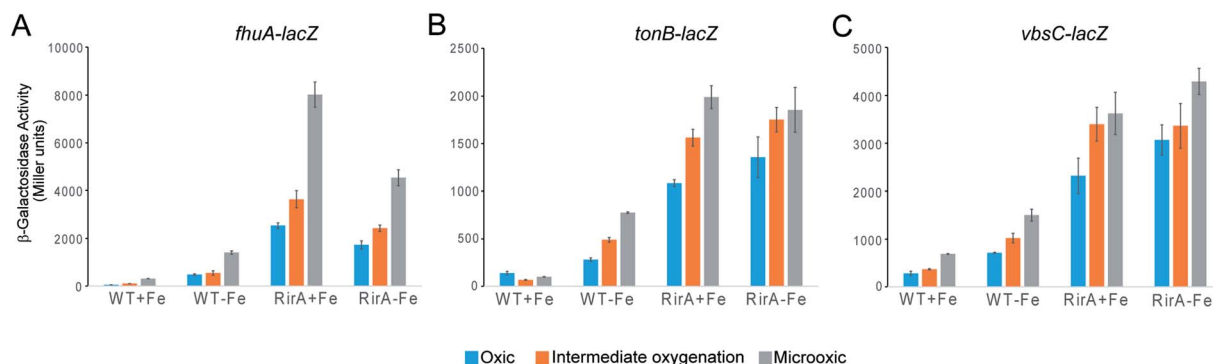 A
fhuA-lacZ
β-Galactosidase Activity
(Miller units)
10000
8000
6000
4000
2000
0
WT+Fe WT-Fe RirA+Fe RirA-Fe
B
tonB-lacZ
2500
2000
1500
1000
500
0
WT+Fe WT-Fe RirA+Fe RirA-Fe
C
vbsC-lacZ
5000
4000
3000
2000
1000
0
WT+Fe WT-Fe RirA+Fe RirA-Fe
Oxic Intermediate oxygenation Microoxic